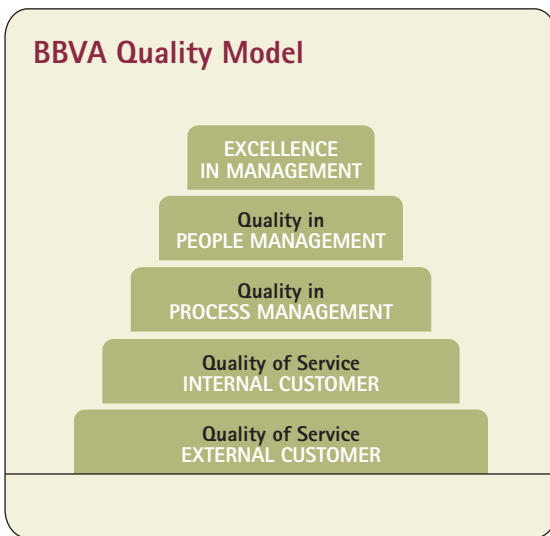 BBVA Quality Model
EXCELLENCE
IN MANAGEMENT
Quality in
PEOPLE MANAGEMENT
Quality in
PROCESS MANAGEMENT
Quality of Service
INTERNAL CUSTOMER
Quality of Service
EXTERNAL CUSTOMER